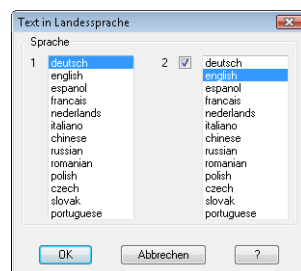 Text in Landessprache
Sprache
1
deutsch
english
espanol
francais
nederlands
italiano
chinese
russian
romanian
polish
czech
slovak
portuguese
2
deutsch
english
espanol
francais
nederlands
italiano
chinese
russian
romanian
polish
czech
slovak
portuguese
OK Abbrechen ?